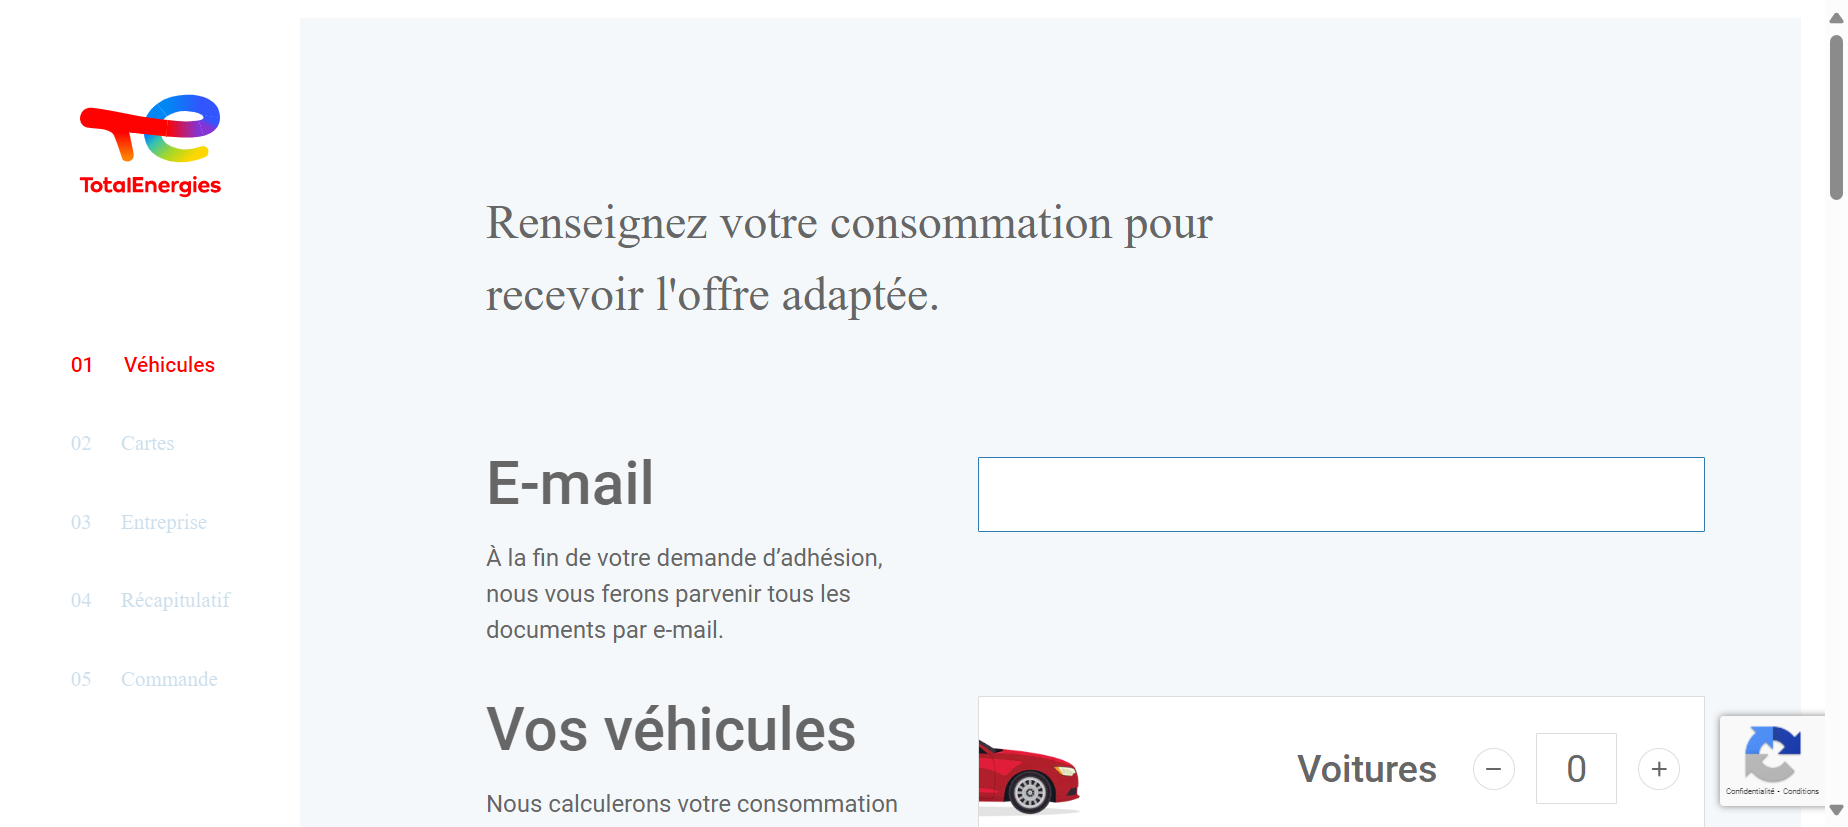 TotalEnergies
01 Véhicules
02 Cartes
03 Entreprise
04 Récapitulatif
05 Commande
Renseignez votre consommation pour
recevoir l'offre adaptée.
E-mail
À la fin de votre demande d’adhésion,
nous vous ferons parvenir tous les
documents par e-mail.
Vos véhicules
Nous calculerons votre consommation
Voitures − 0 +
Confidentialité - Conditions